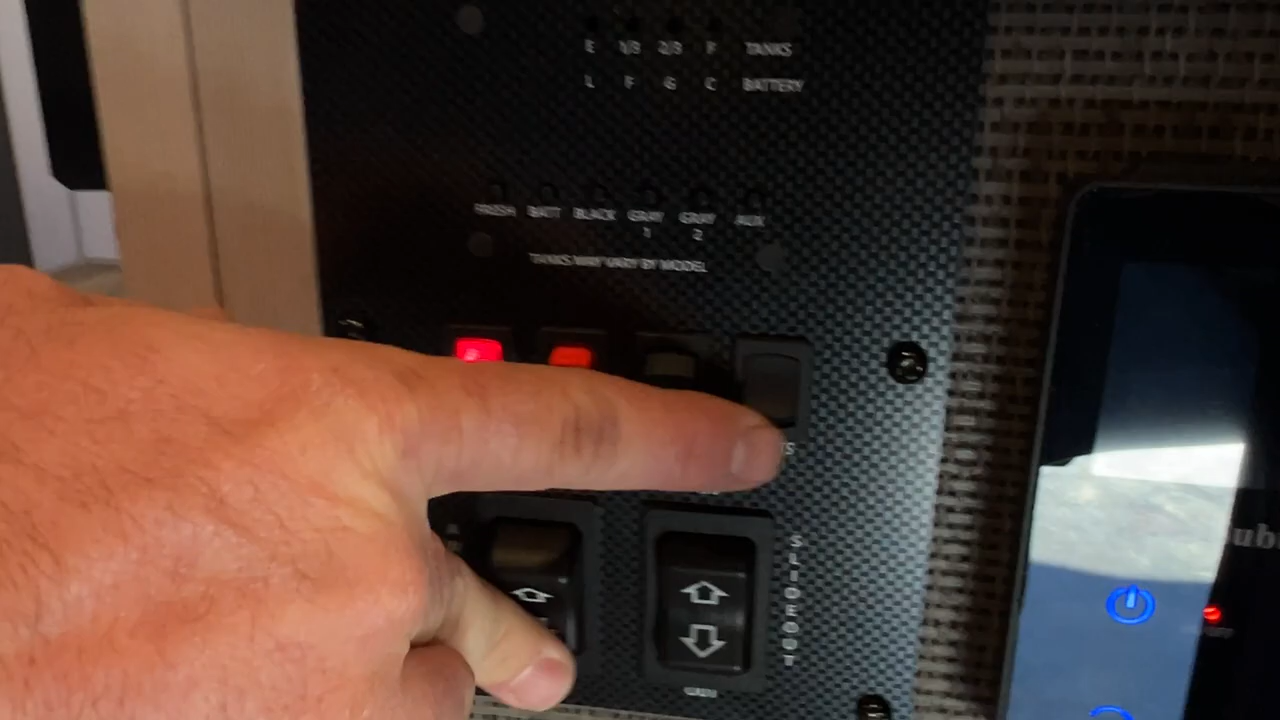 E 1/3 2/3 F TANKS
L F G C BATTERY
FRESH BATT BLACK GRAY GRAY AUX
1 2
TANKS MAY VARY BY MODEL
SLIDEOUT